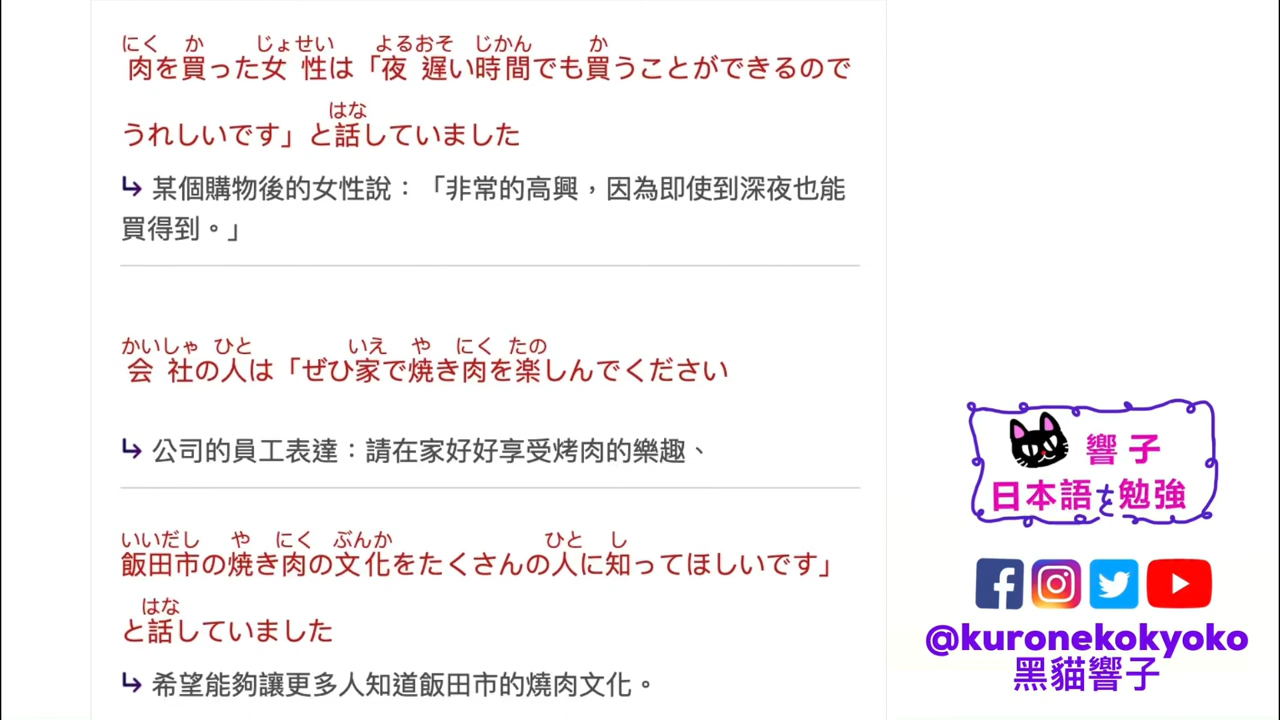 にく か じょせい よるおそ じかん か
肉を買った女性は「夜遅い時間でも買うことができるので
はな
うれしいです」と話していました
↳ 某個購物後的女性說：「非常的高興，因為即使到深夜也能
買得到。」
かいしゃ ひと いえ や にく たの
会社の人は「ぜひ家で焼き肉を楽しんでください
↳ 公司的員工表達：請在家好好享受烤肉的樂趣、
いいだし や にく ぶんか ひと し
飯田市の焼き肉の文化をたくさんの人に知ってほしいです」
はな
と話していました
↳ 希望能夠讓更多人知道飯田市的燒肉文化。
響子
日本語を勉強
@kuronekokyoko
黑貓響子